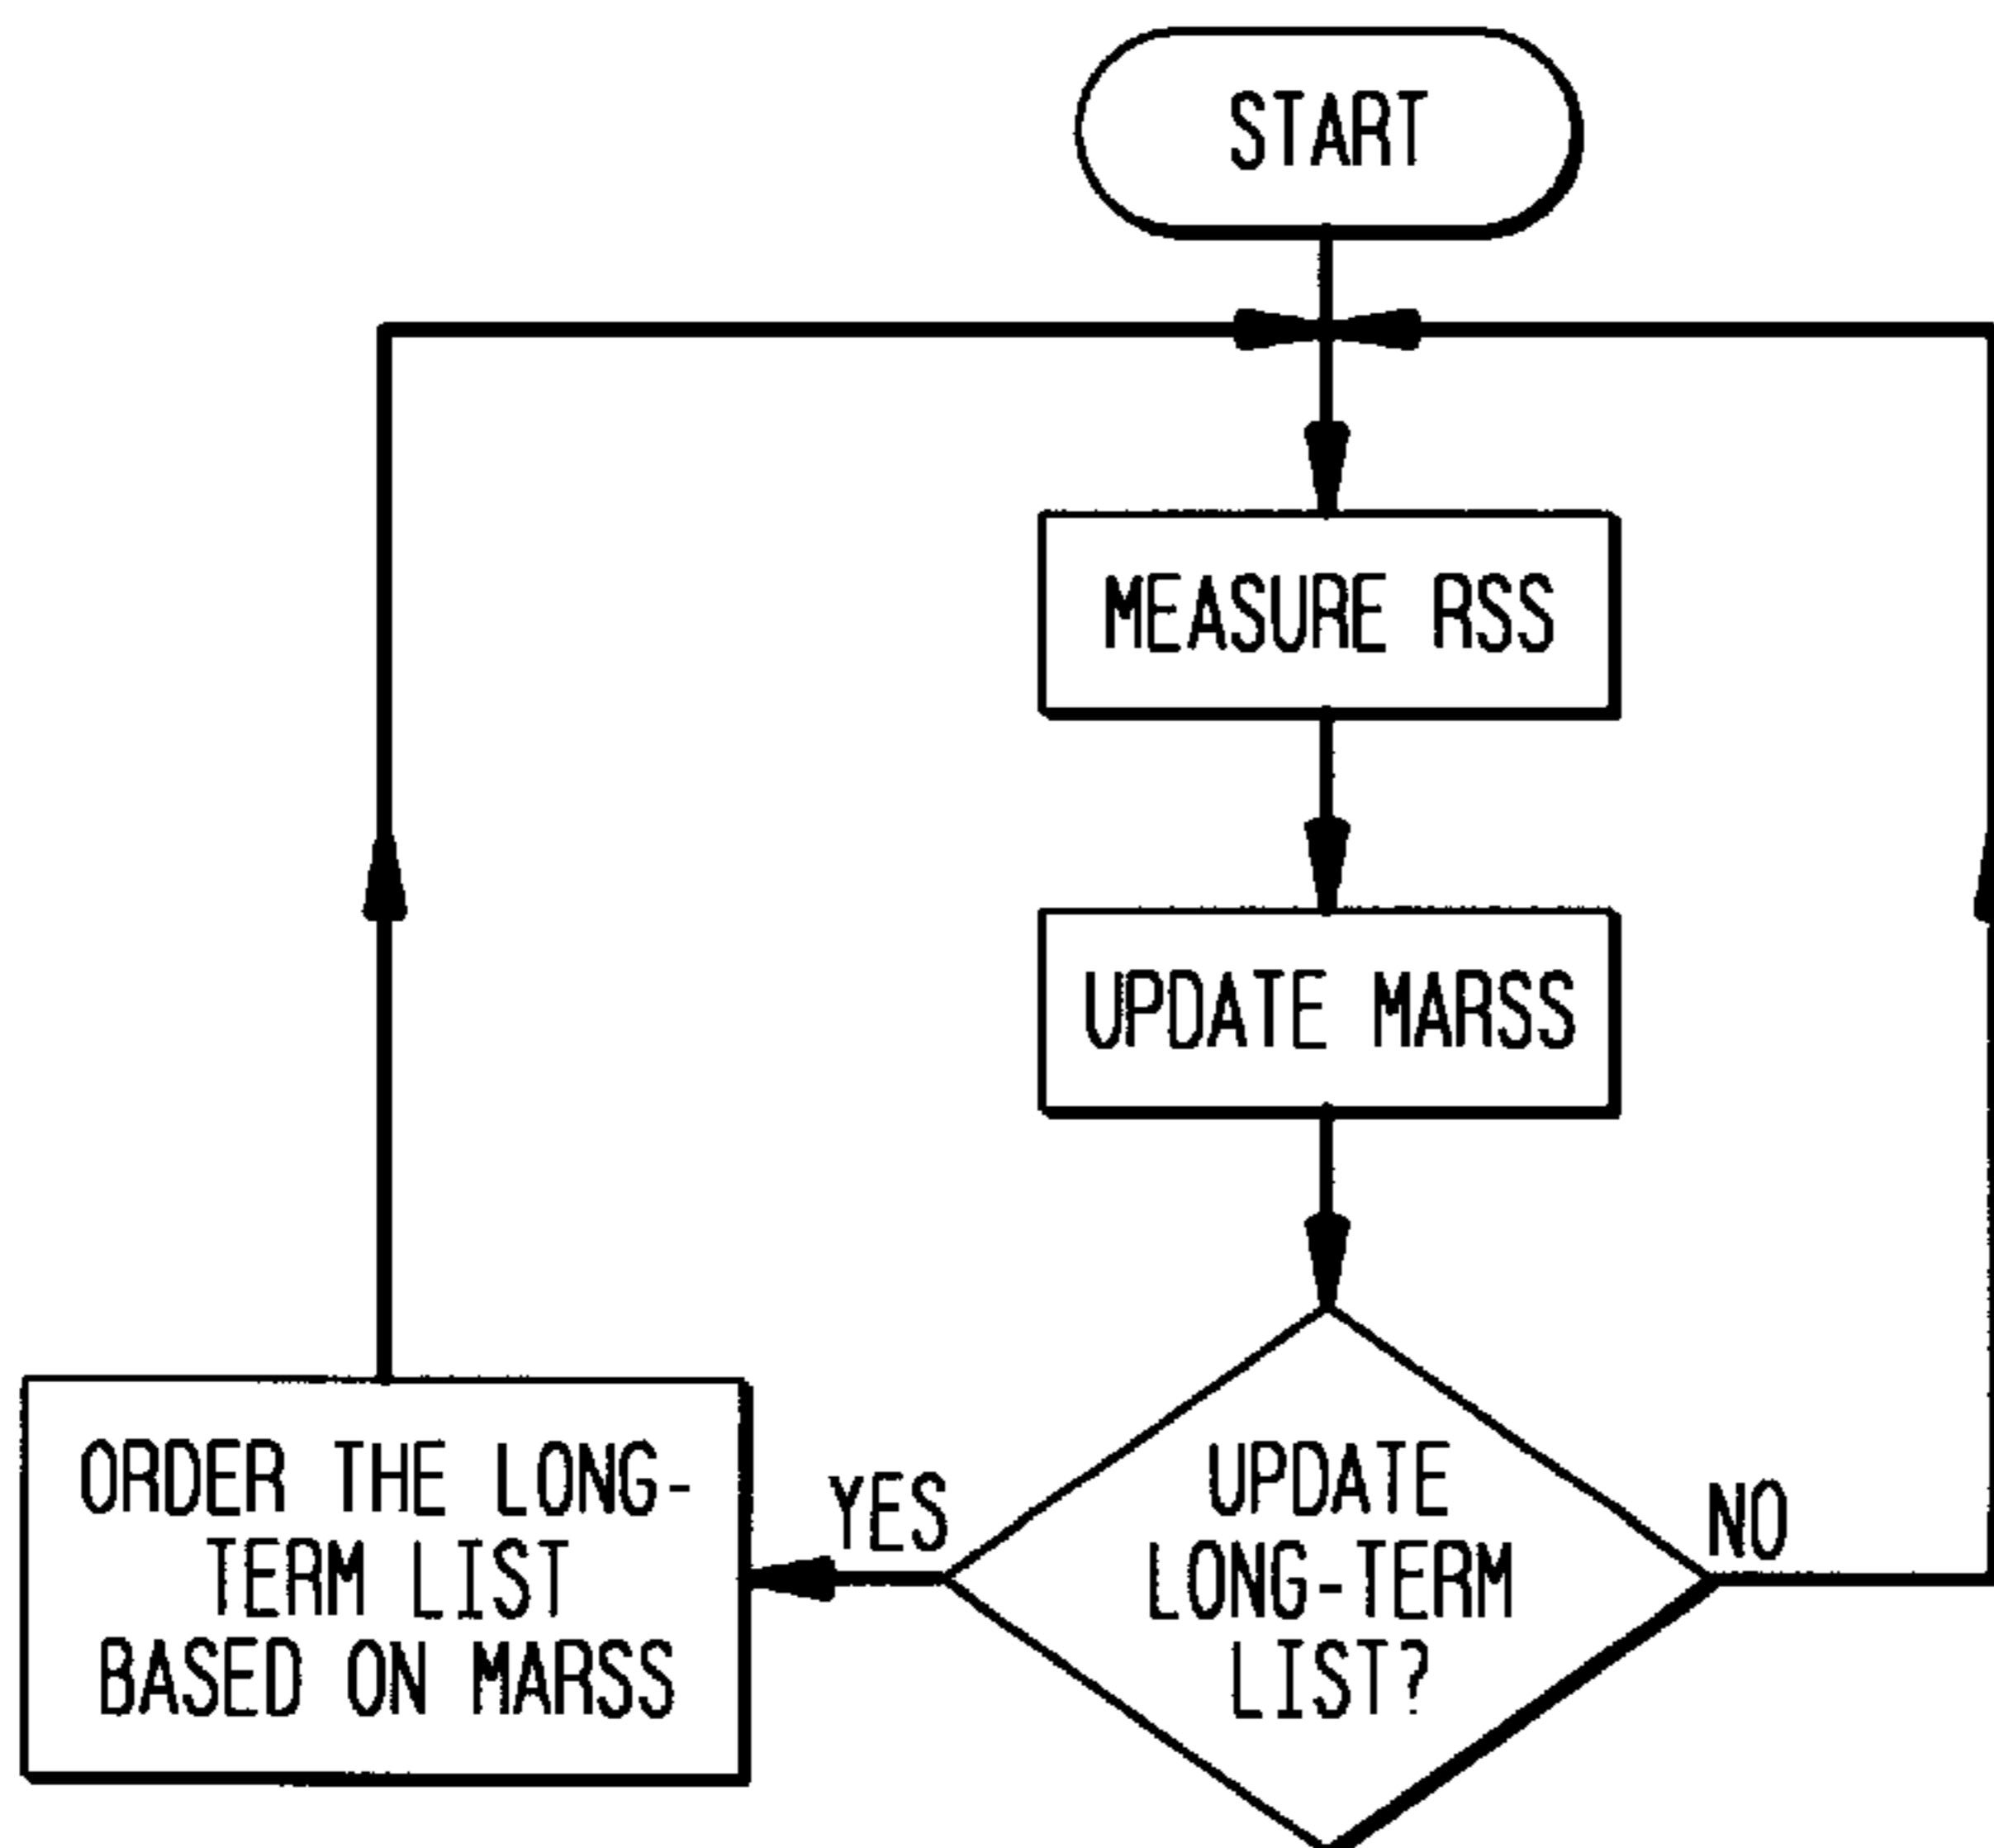 START
MEASURE RSS
UPDATE MARSS
UPDATE
LONG-TERM
LIST?
YES
NO
ORDER THE LONG-
TERM LIST
BASED ON MARSS